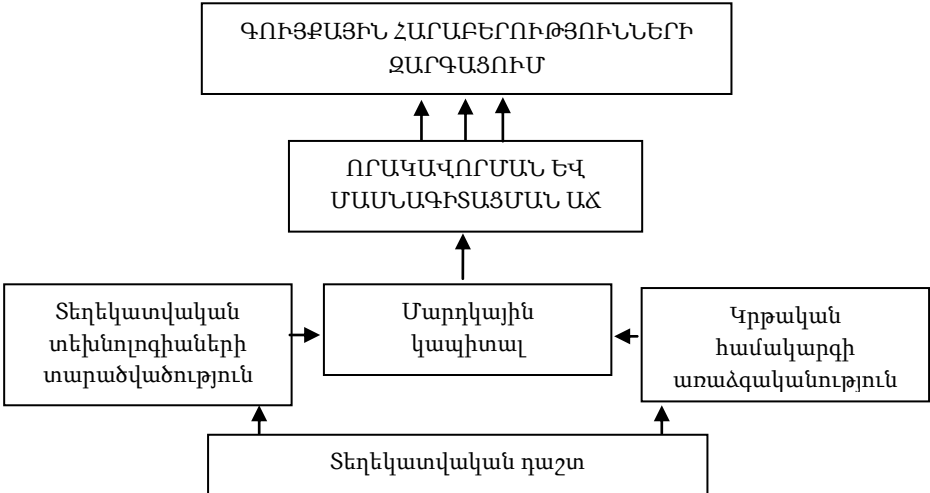 ԳՈՒՅՔԱՅԻՆ ՀԱՐԱԲԵՐՈՒԹՅՈՒՆՆԵՐԻ
ԶԱՐԳԱՑՈՒՄ
ՈՐԱԿԱՎՈՐՄԱՆ ԵՎ
ՄԱՍՆԱԳԻՏԱՑՄԱՆ ԱՃ
Տեղեկատվական
տեխնոլոգիաների
տարածվածություն
Մարդկային
կապիտալ
Կրթական
համակարգի
առաձգականություն
Տեղեկատվական դաշտ